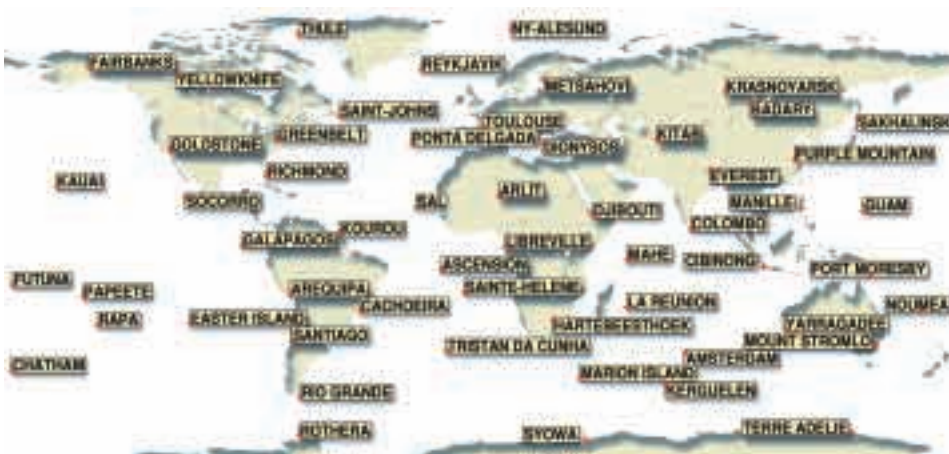 THULE
NY-ALESUND
FAIRBANKS
REYKJAVIK
YELLOWKNIFE
METSAHOVI
KRASNOYARSK
BADARY
SAINT-JOHNS
TOULOUSE
SAKHALINSK
GREENBELT
PONTA DELGADA
KITAB
GOLDSTONE
DIONYSOS
PURPLE MOUNTAIN
RICHMOND
EVEREST
KAUAI
ARLIT
SOCORRO
SAL
MANILLE
DJIBOUTI
GUAM
COLOMBO
KOUROU
GALAPAGOS
LIBREVILLE
MAHE
CIBINONG
ASCENSION
PORT MORESBY
FUTUNA
PAPEETE
AREQUIPA
SAINTE-HELENE
CACHOEIRA
LA REUNION
NOUMEA
RAPA
EASTER ISLAND
HARTEBEESTHOEK
YARRAGADEE
SANTIAGO
MOUNT STROMLO
TRISTAN DA CUNHA
AMSTERDAM
CHATHAM
MARION ISLAND
KERGUELEN
RIO GRANDE
ROTHERA
SYOWA
TERRE ADELIE